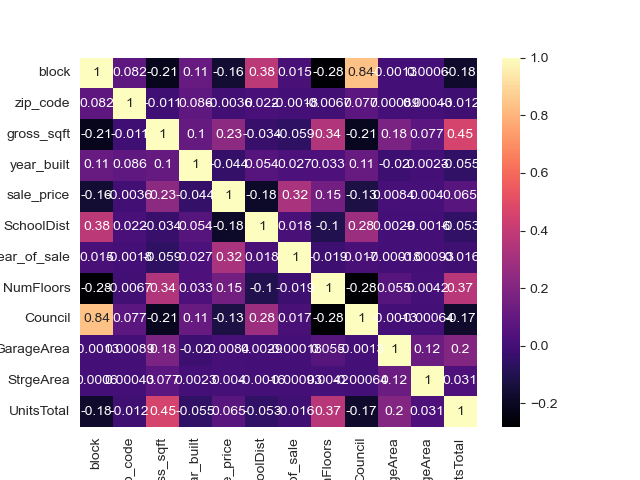 block 1 0.082 -0.21 0.11 -0.16 0.38 0.015 -0.28 0.84 -0.18
zip_code 0.082 1 -0.011 0.086 0.077 -0.012
gross_sqft -0.21 -0.011 1 0.1 0.23 -0.034 -0.059 0.34 -0.21 0.18 0.077 0.45
year_built 0.11 0.086 0.1 1 -0.044 0.054 0.027 0.033 0.11 -0.02 0.0023 -0.055
sale_price -0.16 0.0036 0.23 -0.044 1 -0.18 0.32 0.15 -0.13 0.0084 0.004 0.065
SchoolDist 0.38 0.022 -0.034 0.054 -0.18 1 0.018 -0.1 0.28 -0.0016 -0.053
ear_of_sale 0.015 -0.0018 -0.059 0.027 0.32 0.018 1 -0.019 -0.017 -0.016
NumFloors -0.28 0.0067 0.34 0.033 0.15 -0.1 -0.019 1 -0.28 0.055 0.0042 0.37
Council 0.84 0.077 -0.21 0.11 -0.13 0.28 0.017 -0.28 1 -0.17
GarageArea 0.18 -0.02 0.0084 1 0.12 0.2
StrgeArea 0.077 0.0023 0.004 0.12 1 0.031
UnitsTotal -0.18 -0.012 0.45 -0.055 0.065 -0.053 -0.016 0.37 -0.17 0.2 0.031 1
block
p_code
ss_sqft
ar_built
e_price
oolDist
of_sale
mFloors
Council
geArea
geArea
tsTotal
1.0
0.8
0.6
0.4
0.2
0.0
−0.2